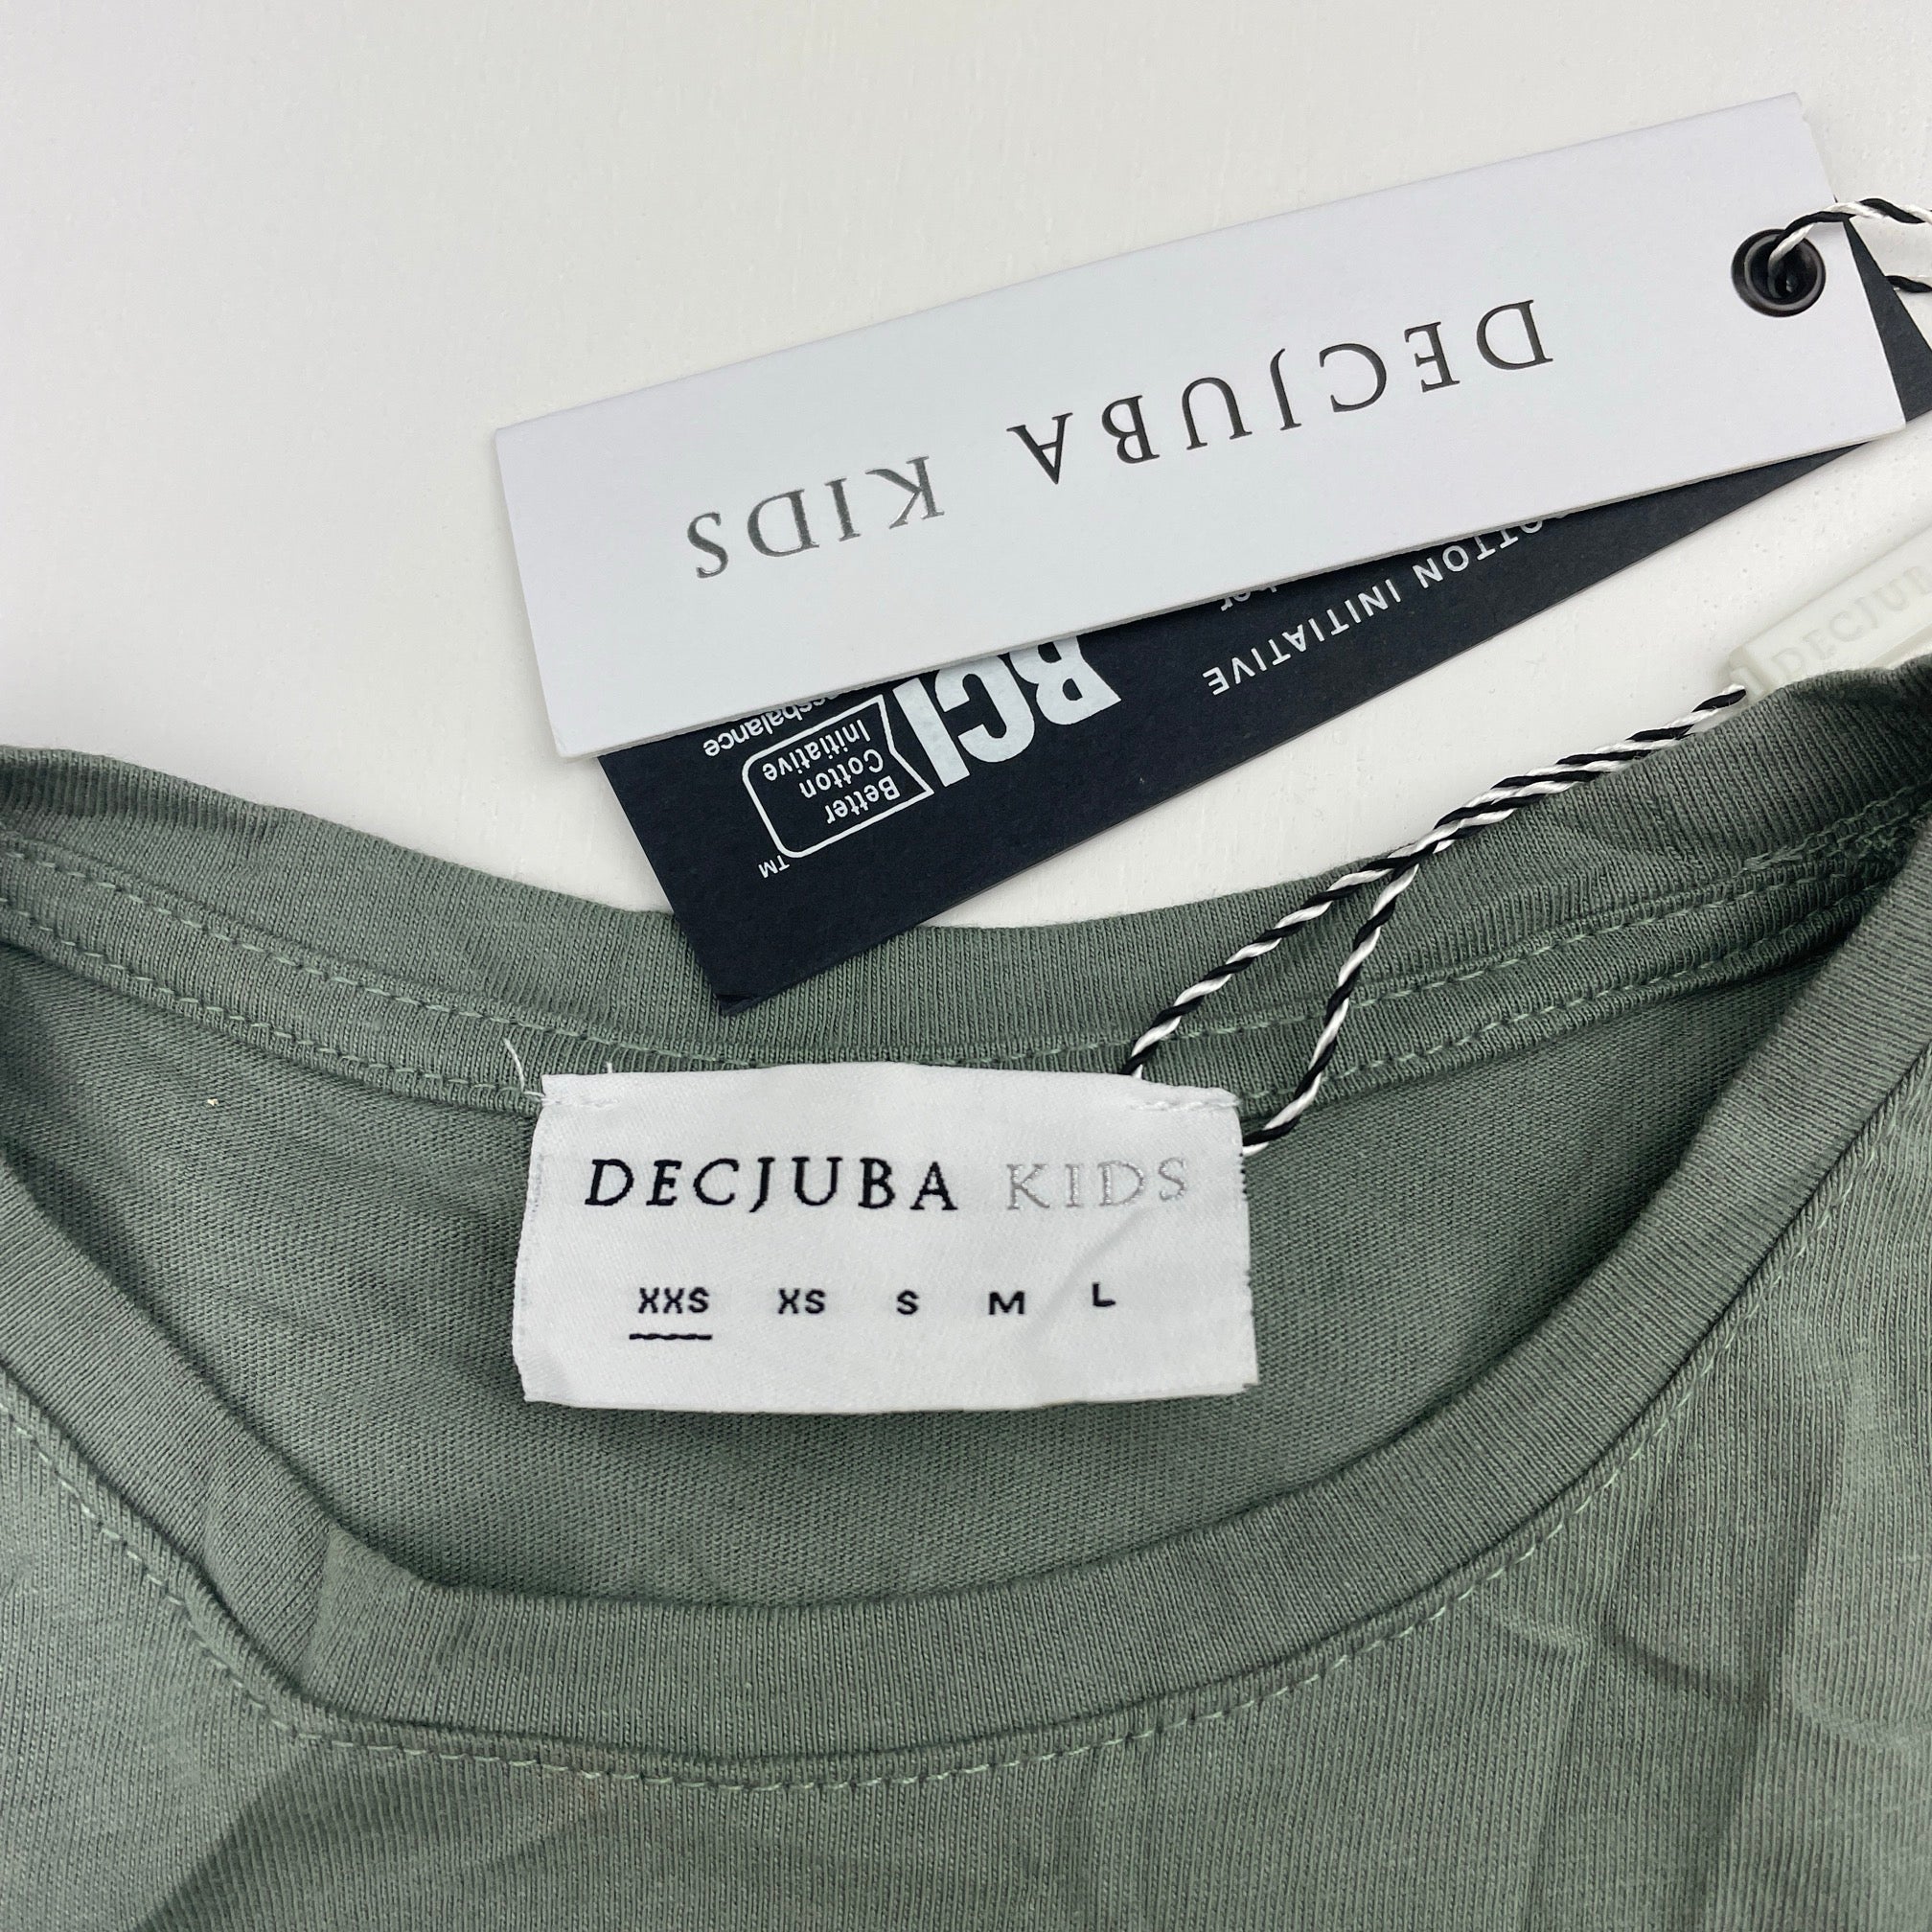 DECJUBA KIDS
COTTON INITIATIVE
BCI
Better
Cotton
Initiative
TM
DECJUBA KIDS
XXS XS S M L